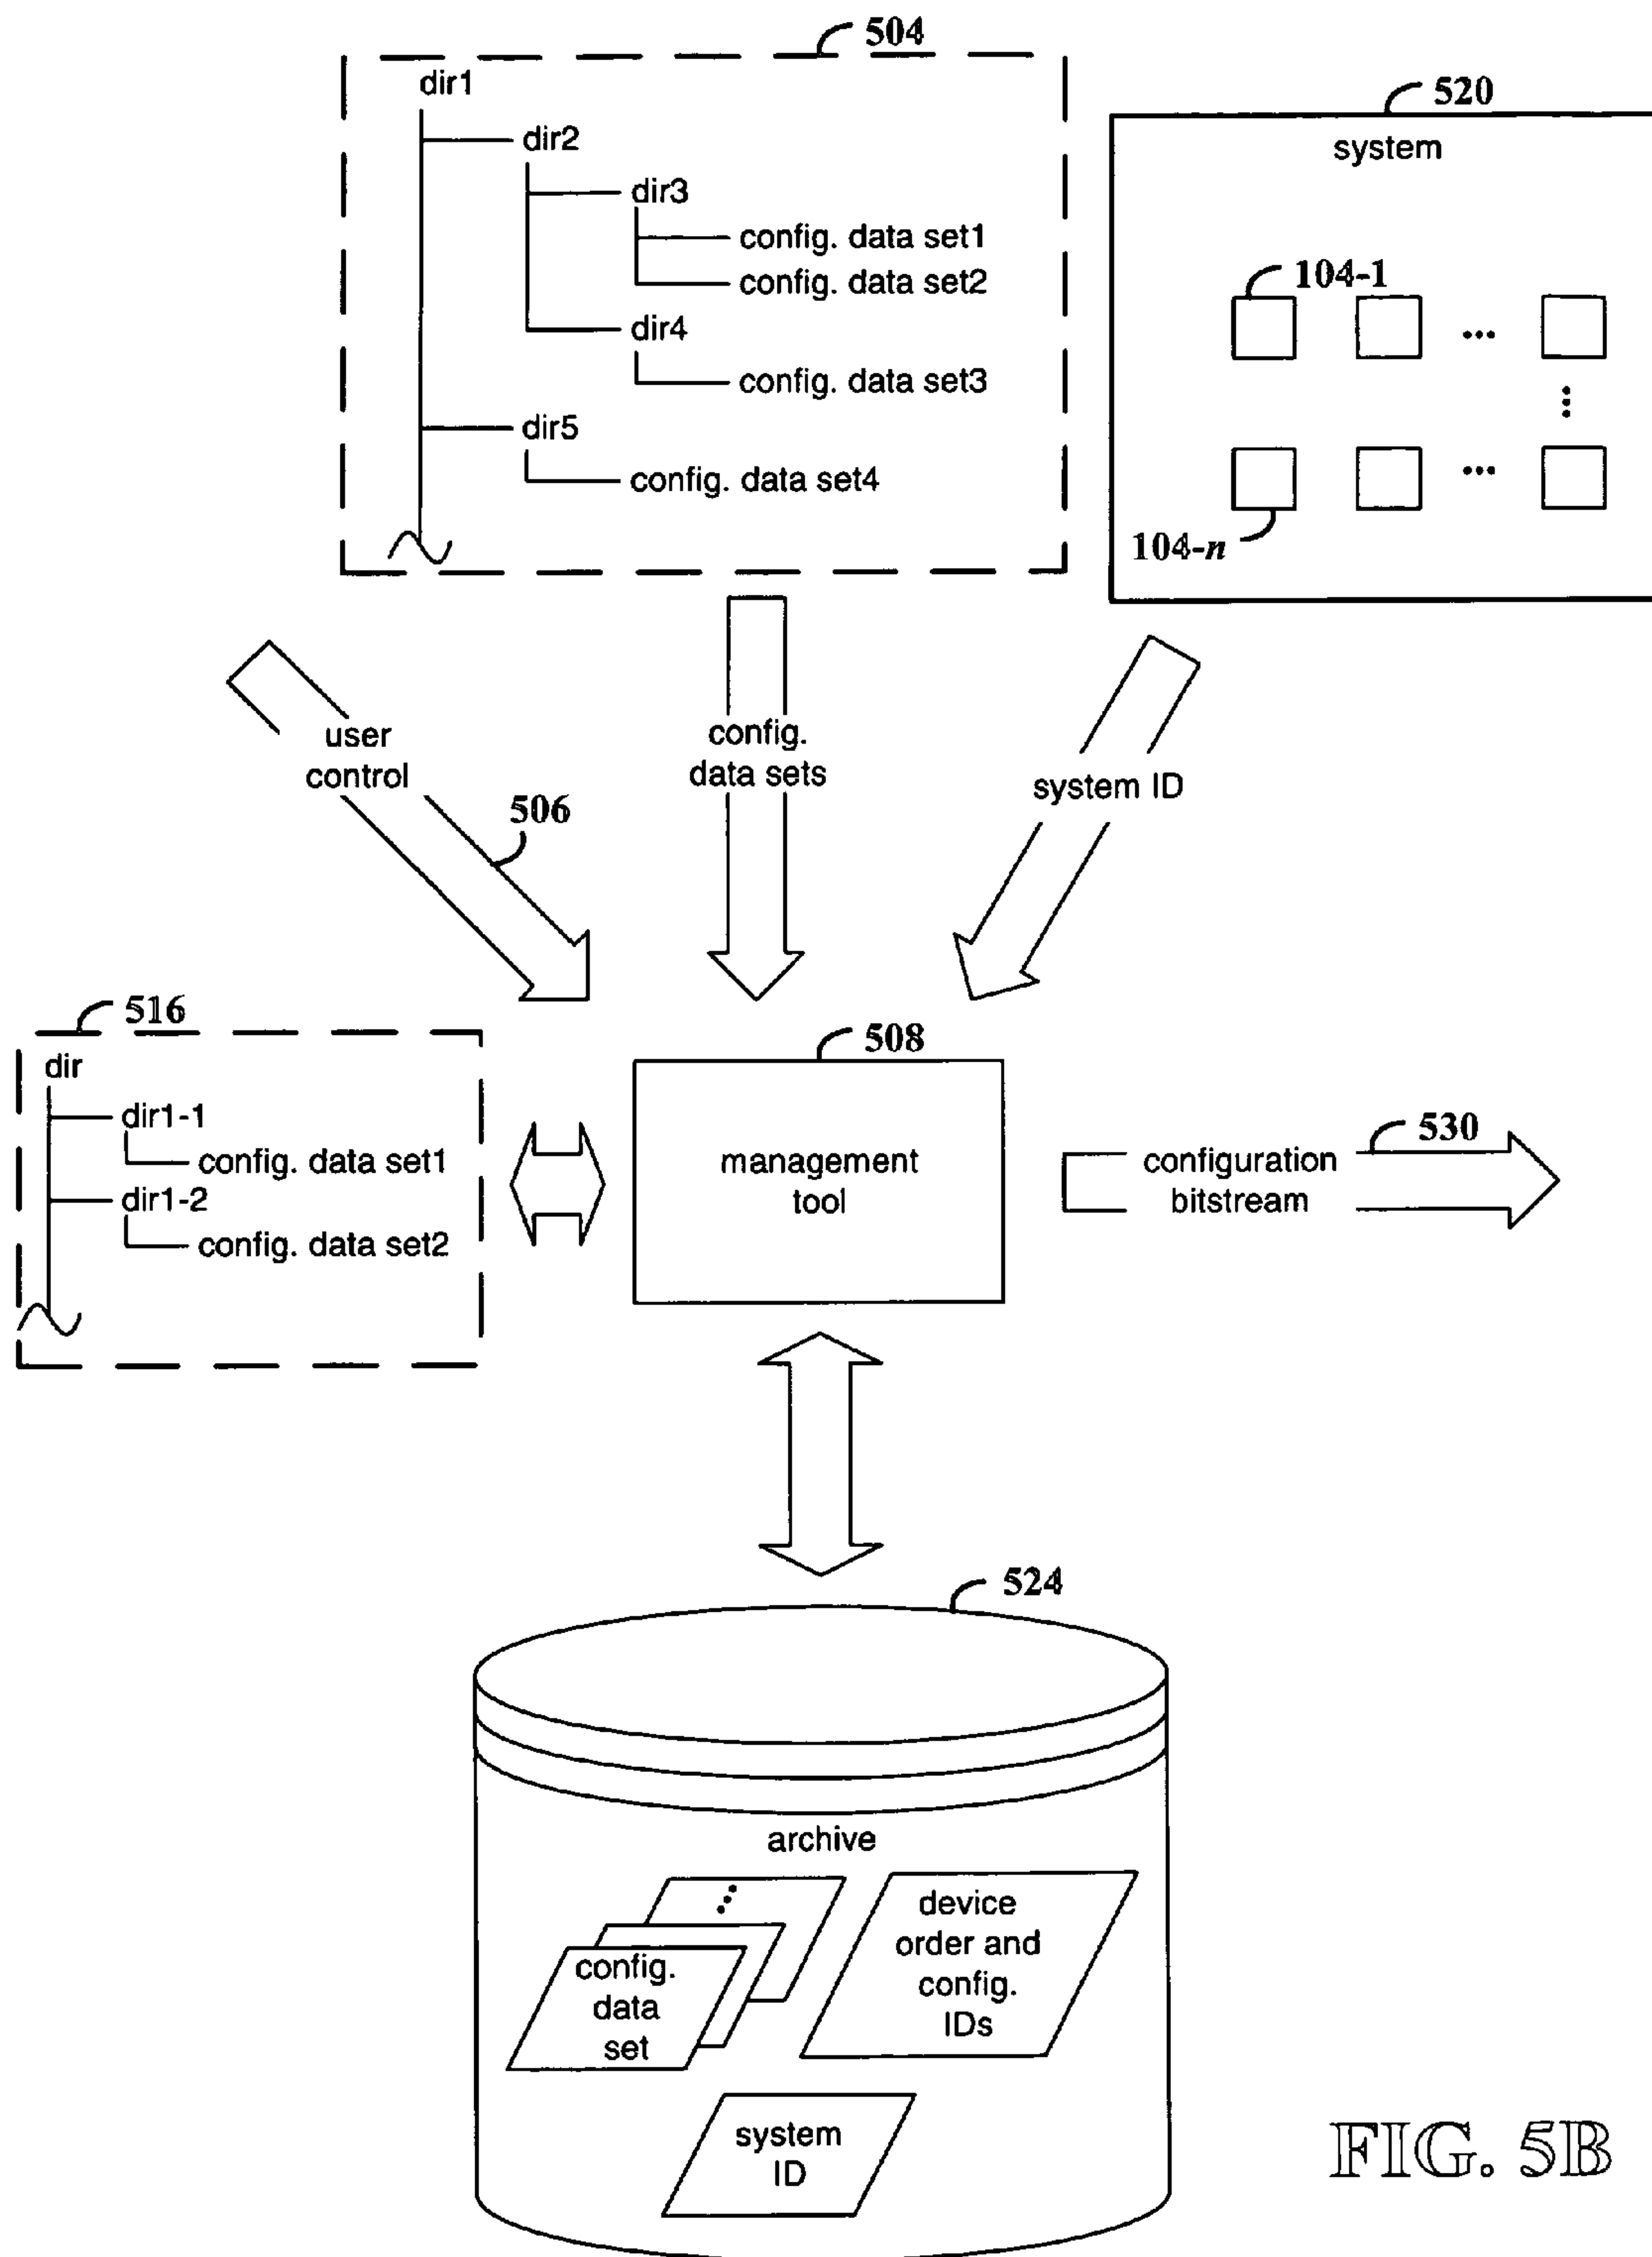 504
dir1
dir2
dir3
config. data set1
config. data set2
dir4
config. data set3
dir5
config. data set4
520
system
104-1
...
...
104-n
user
control
506
config.
data sets
system ID
516
dir
dir1-1
config. data set1
dir1-2
config. data set2
508
management
tool
530
configuration
bitstream
524
archive
config.
data
set
device
order and
config.
IDs
system
ID
FIG. 5B